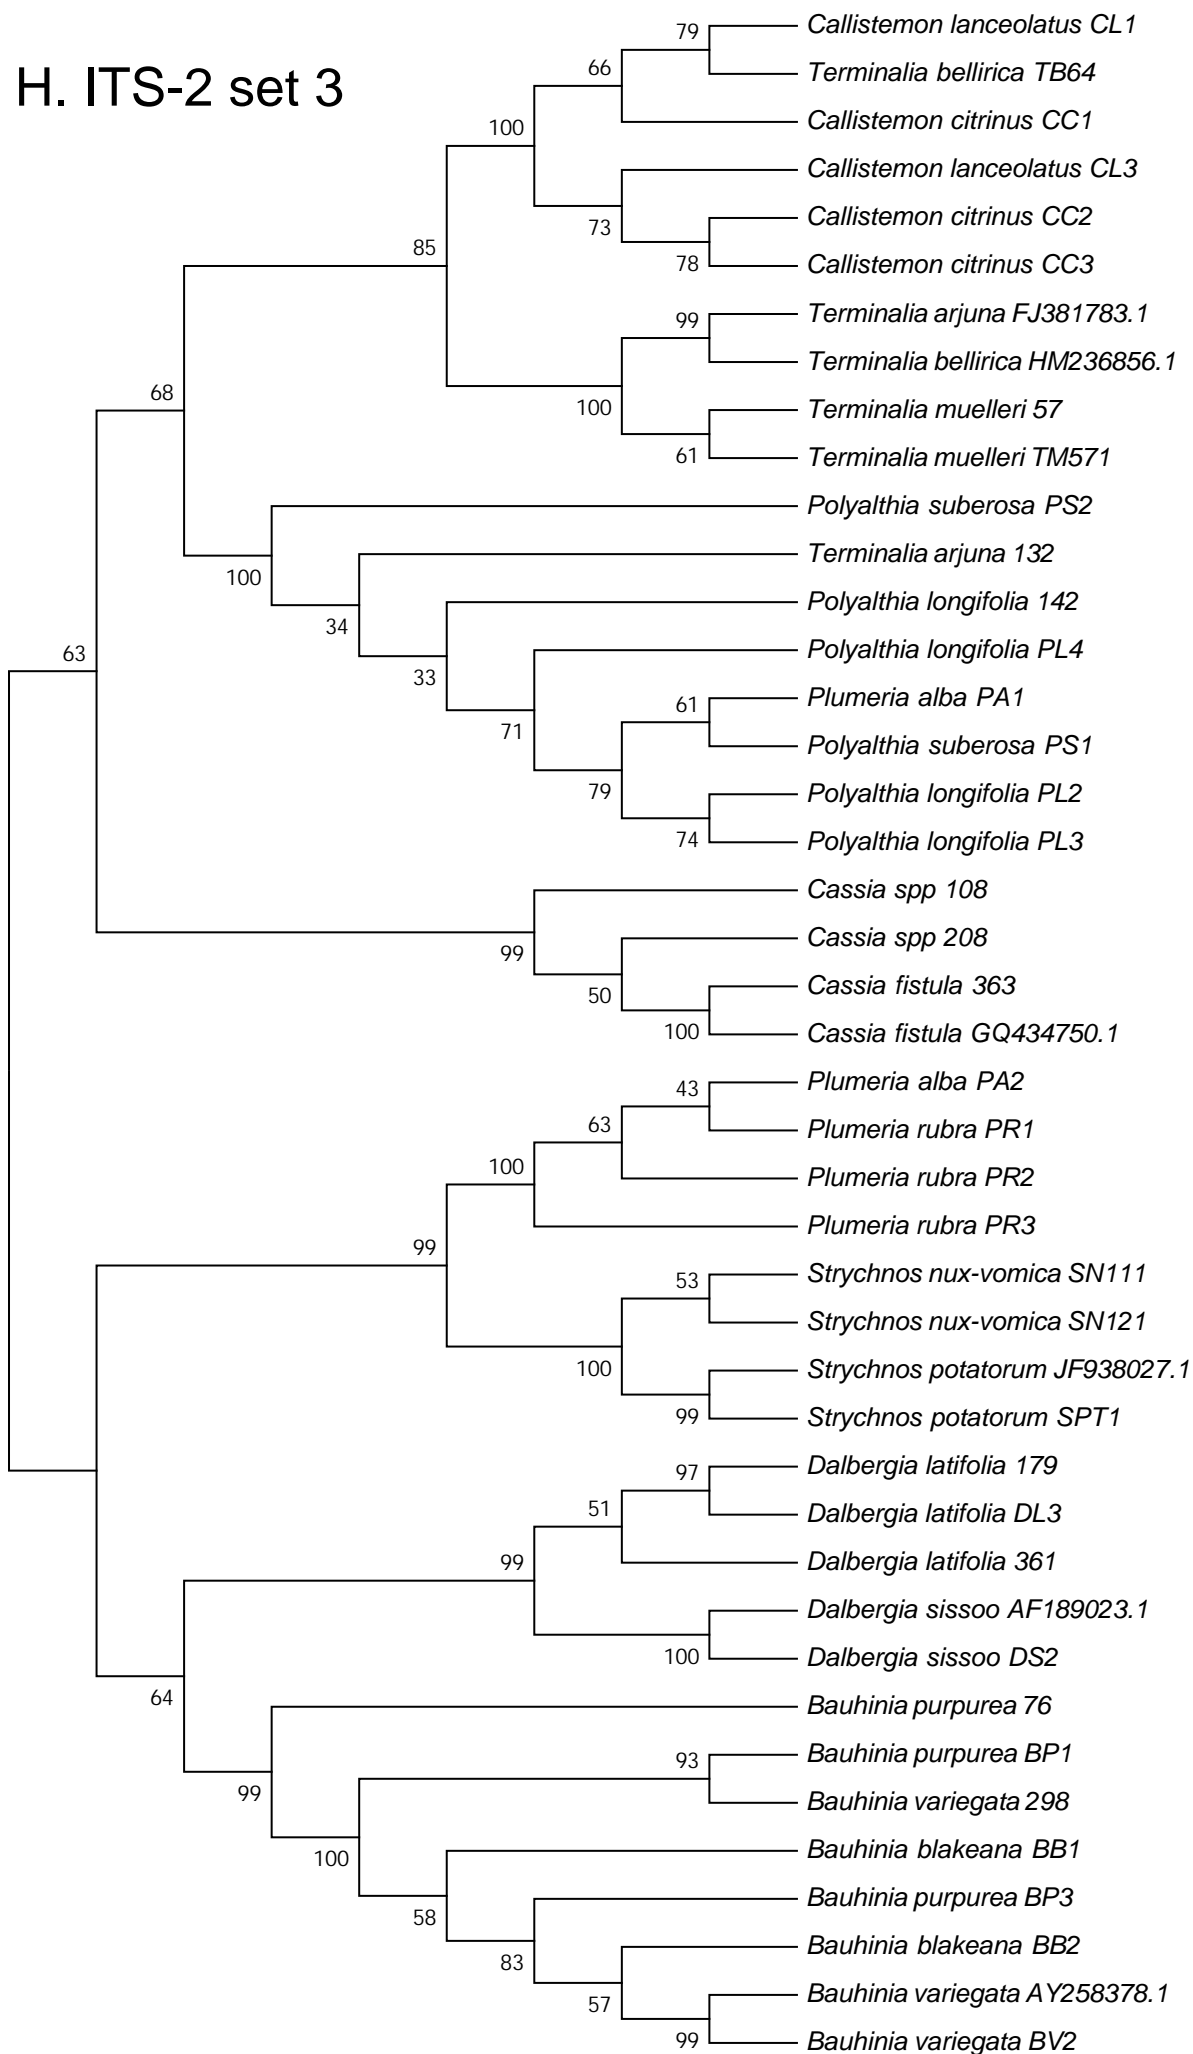 H. ITS-2 set 3
79
Callistemon lanceolatus CL1
66
Terminalia bellirica TB64
100
Callistemon citrinus CC1
Callistemon lanceolatus CL3
73
Callistemon citrinus CC2
85
78
Callistemon citrinus CC3
99
Terminalia arjuna FJ381783.1
Terminalia bellirica HM236856.1
68
100
Terminalia muelleri 57
61
Terminalia muelleri TM571
Polyalthia suberosa PS2
100
Terminalia arjuna 132
34
Polyalthia longifolia 142
63
33
Polyalthia longifolia PL4
71
61
Plumeria alba PA1
Polyalthia suberosa PS1
79
Polyalthia longifolia PL2
74
Polyalthia longifolia PL3
Cassia spp 108
99
Cassia spp 208
50
Cassia fistula 363
100
Cassia fistula GQ434750.1
43
Plumeria alba PA2
63
Plumeria rubra PR1
100
Plumeria rubra PR2
99
Plumeria rubra PR3
53
Strychnos nux-vomica SN111
Strychnos nux-vomica SN121
100
Strychnos potatorum JF938027.1
99
Strychnos potatorum SPT1
97
Dalbergia latifolia 179
51
Dalbergia latifolia DL3
99
Dalbergia latifolia 361
Dalbergia sissoo AF189023.1
100
Dalbergia sissoo DS2
64
Bauhinia purpurea 76
93
Bauhinia purpurea BP1
99
Bauhinia variegata 298
100
Bauhinia blakeana BB1
58
Bauhinia purpurea BP3
83
Bauhinia blakeana BB2
57
Bauhinia variegata AY258378.1
99
Bauhinia variegata BV2